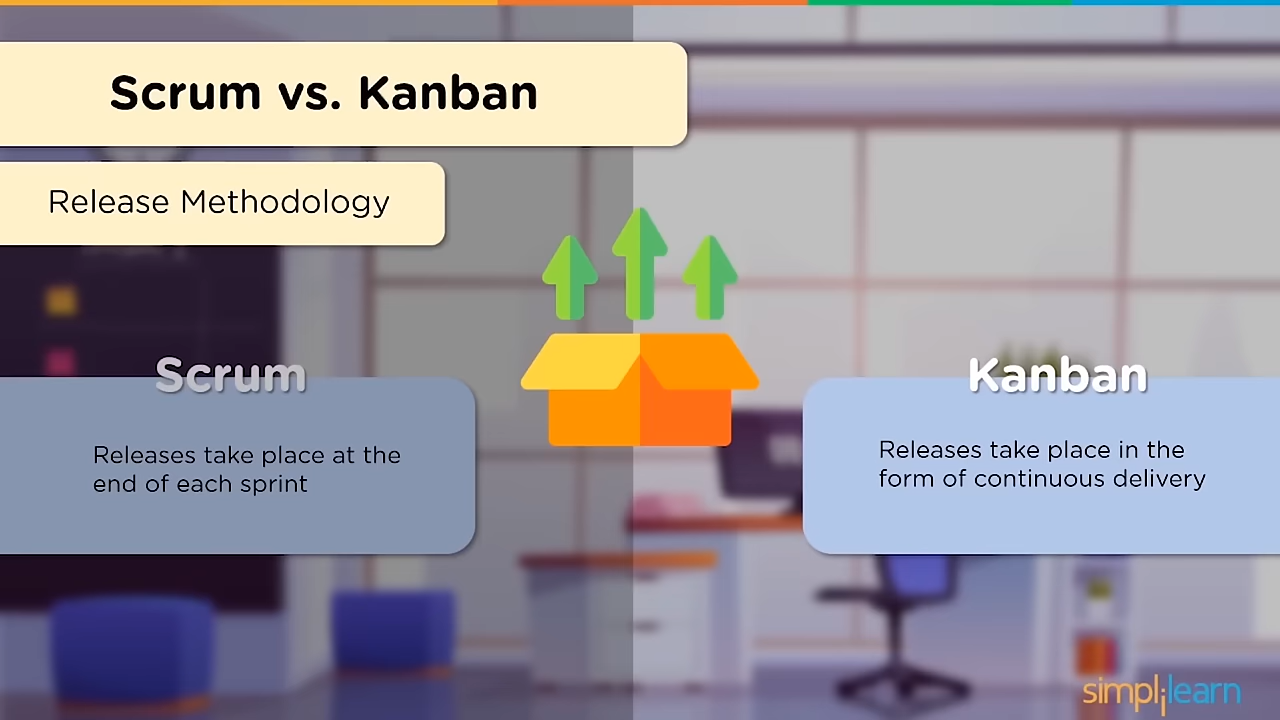 Scrum vs. Kanban
Release Methodology
Scrum
Releases take place at the
end of each sprint
Kanban
Releases take place in the
form of continuous delivery
simplilearn